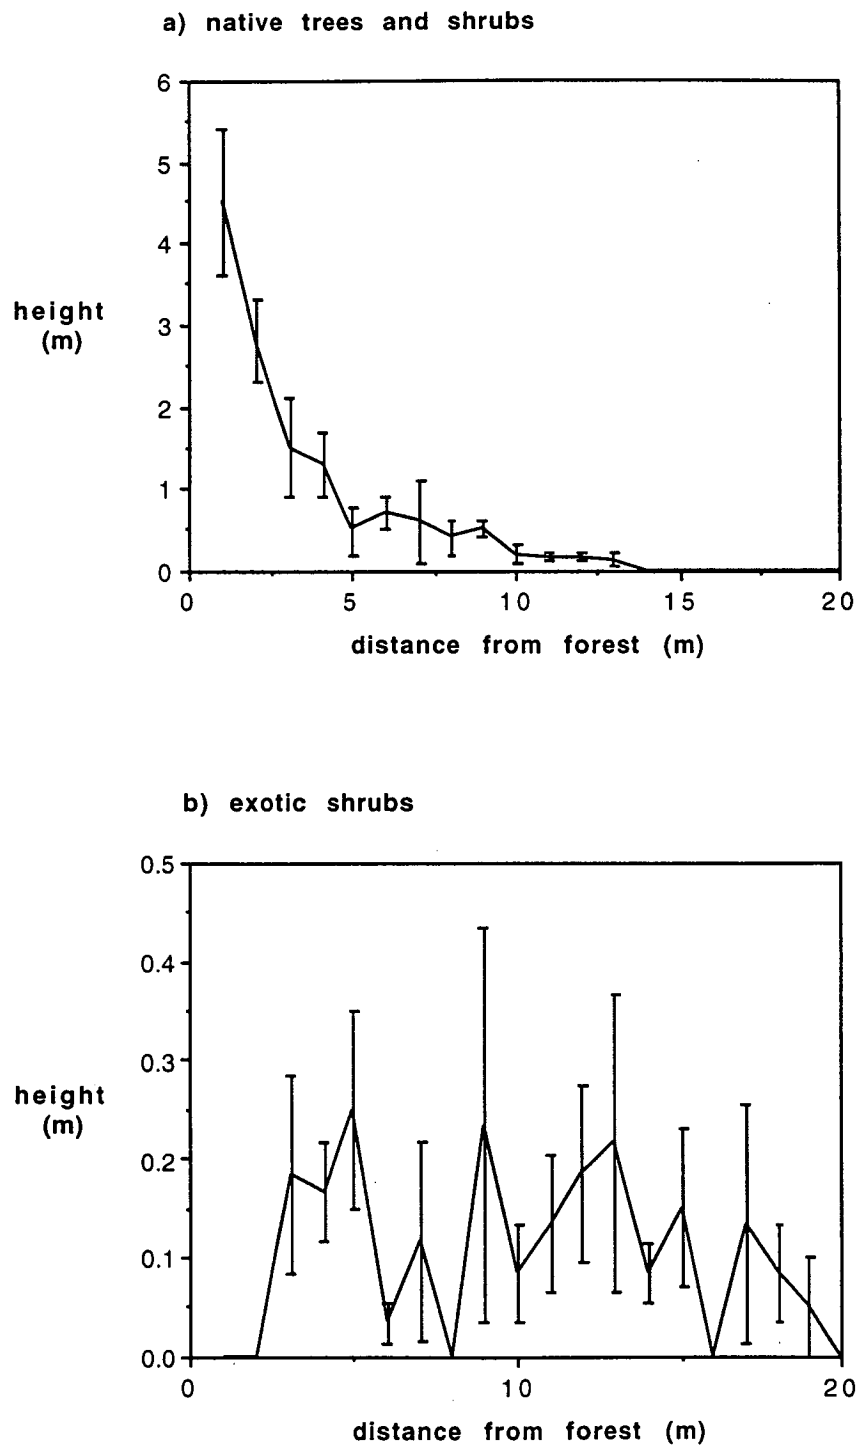 a) native trees and shrubs
6
5
4
3
2
1
0
height
(m)
0 5 10 15 20
distance from forest (m)
b) exotic shrubs
0.5
0.4
0.3
0.2
0.1
0.0
height
(m)
0 10 20
distance from forest (m)